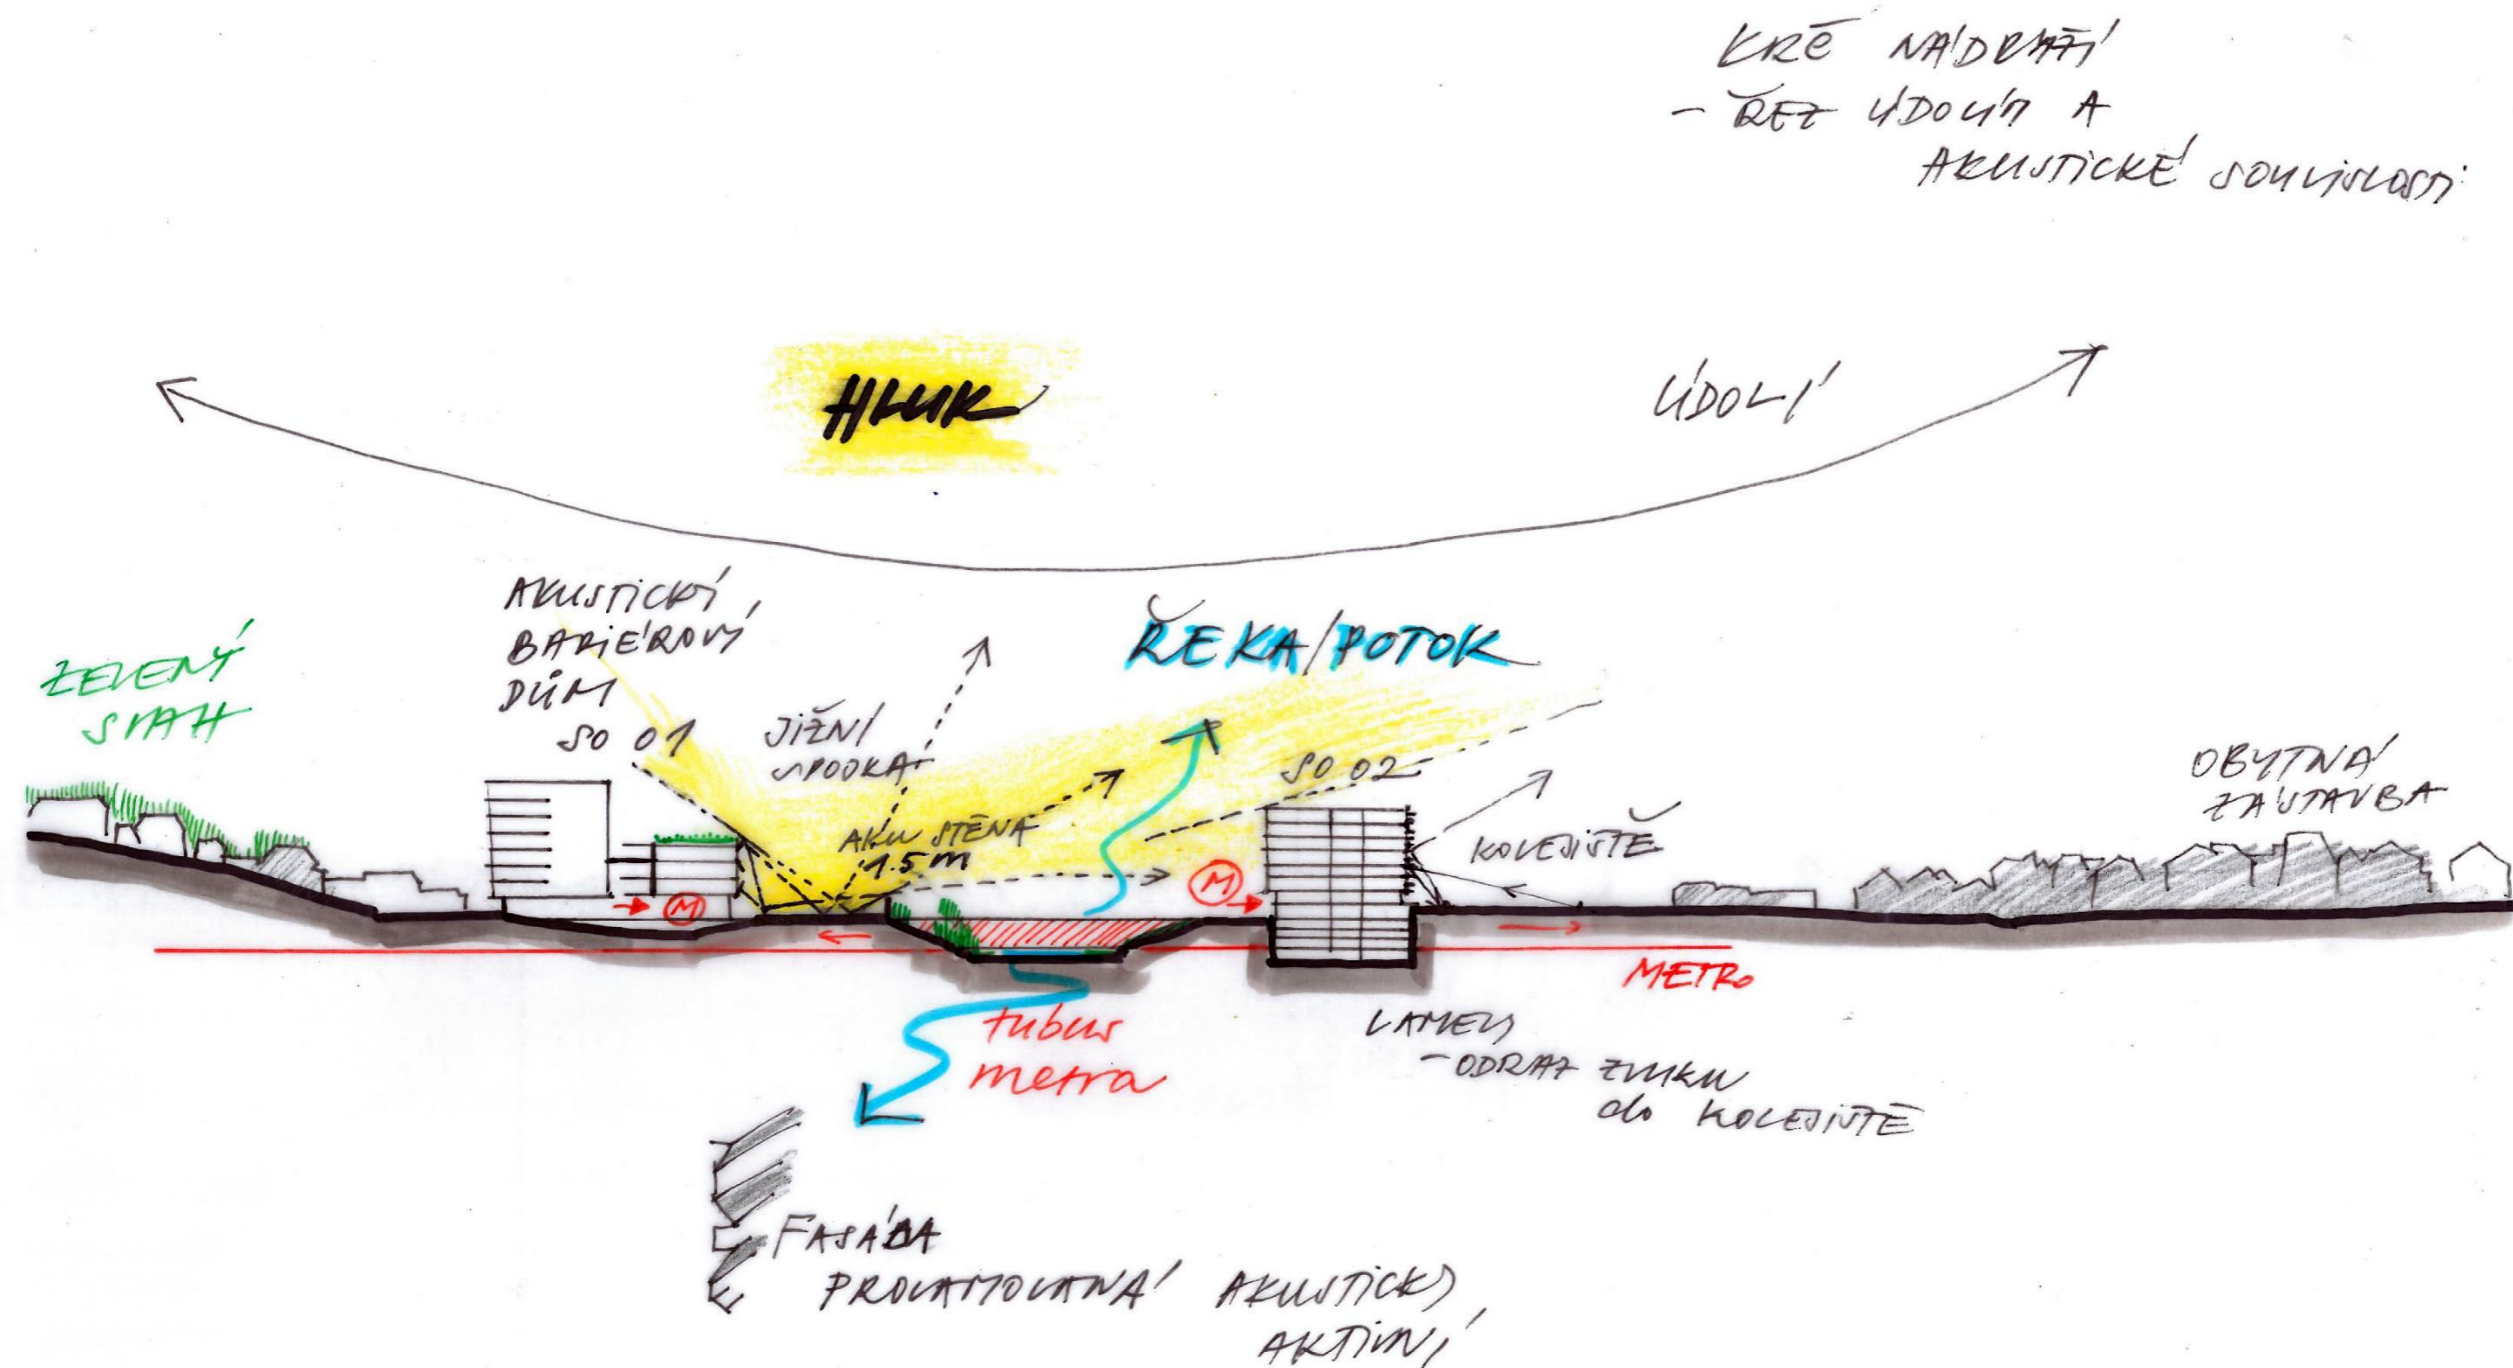 KRČ NÁDRAŽÍ
- ŘEZ ÚDOLÍM A
AKUSTICKÉ SOUVISLOSTI
HLUK
ÚDOLÍ
AKUSTICKÝ
BARIÉROVÝ
DŮM
SO 01
ŘEKA/POTOK
ZELENÝ
SVAH
JIŽNÍ
SPOJKA
SO 02
OBYTNÁ
ZÁSTAVBA
AKU STĚNA
1.5 m
KOLEJIŠTĚ
M
M
METRO
tubus
metra
LAMELY
- ODRAZ ZVUKU
do KOLEJIŠTĚ
FASÁDA
PROLAMOVANÁ AKUSTICKY
AKTIVNÍ